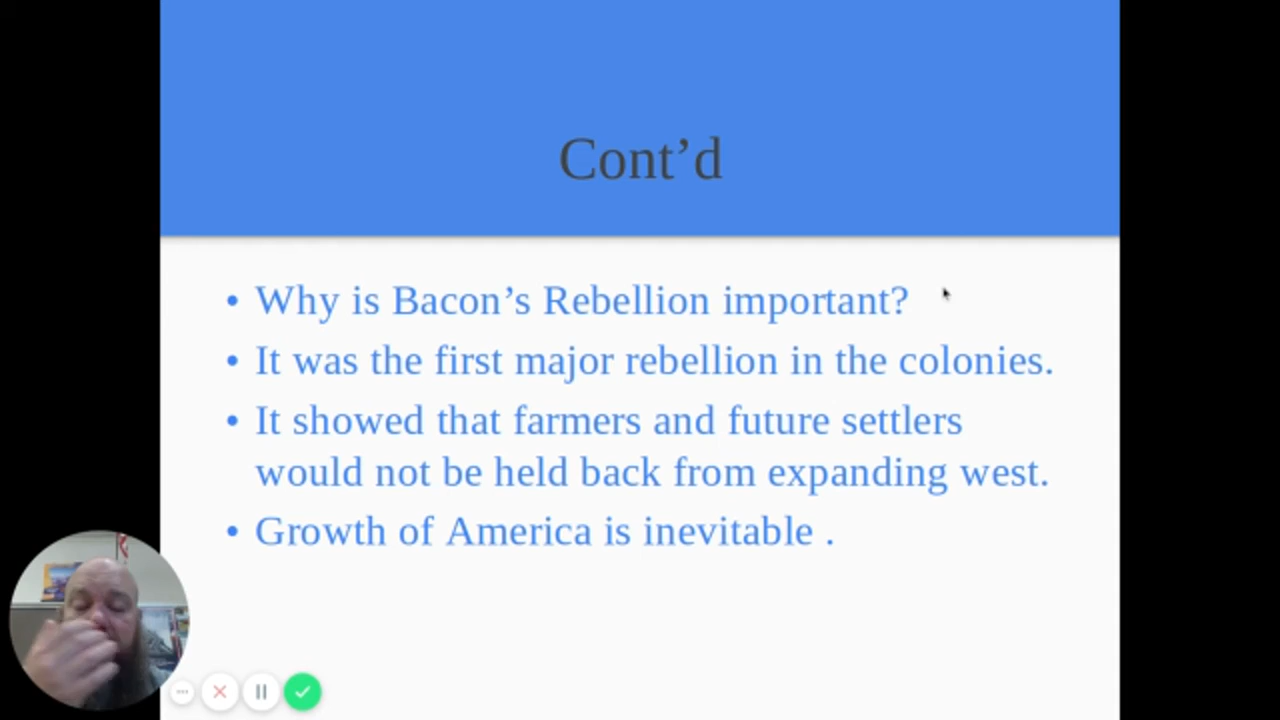 Cont’d
• Why is Bacon’s Rebellion important?
• It was the first major rebellion in the colonies.
• It showed that farmers and future settlers
would not be held back from expanding west.
• Growth of America is inevitable .